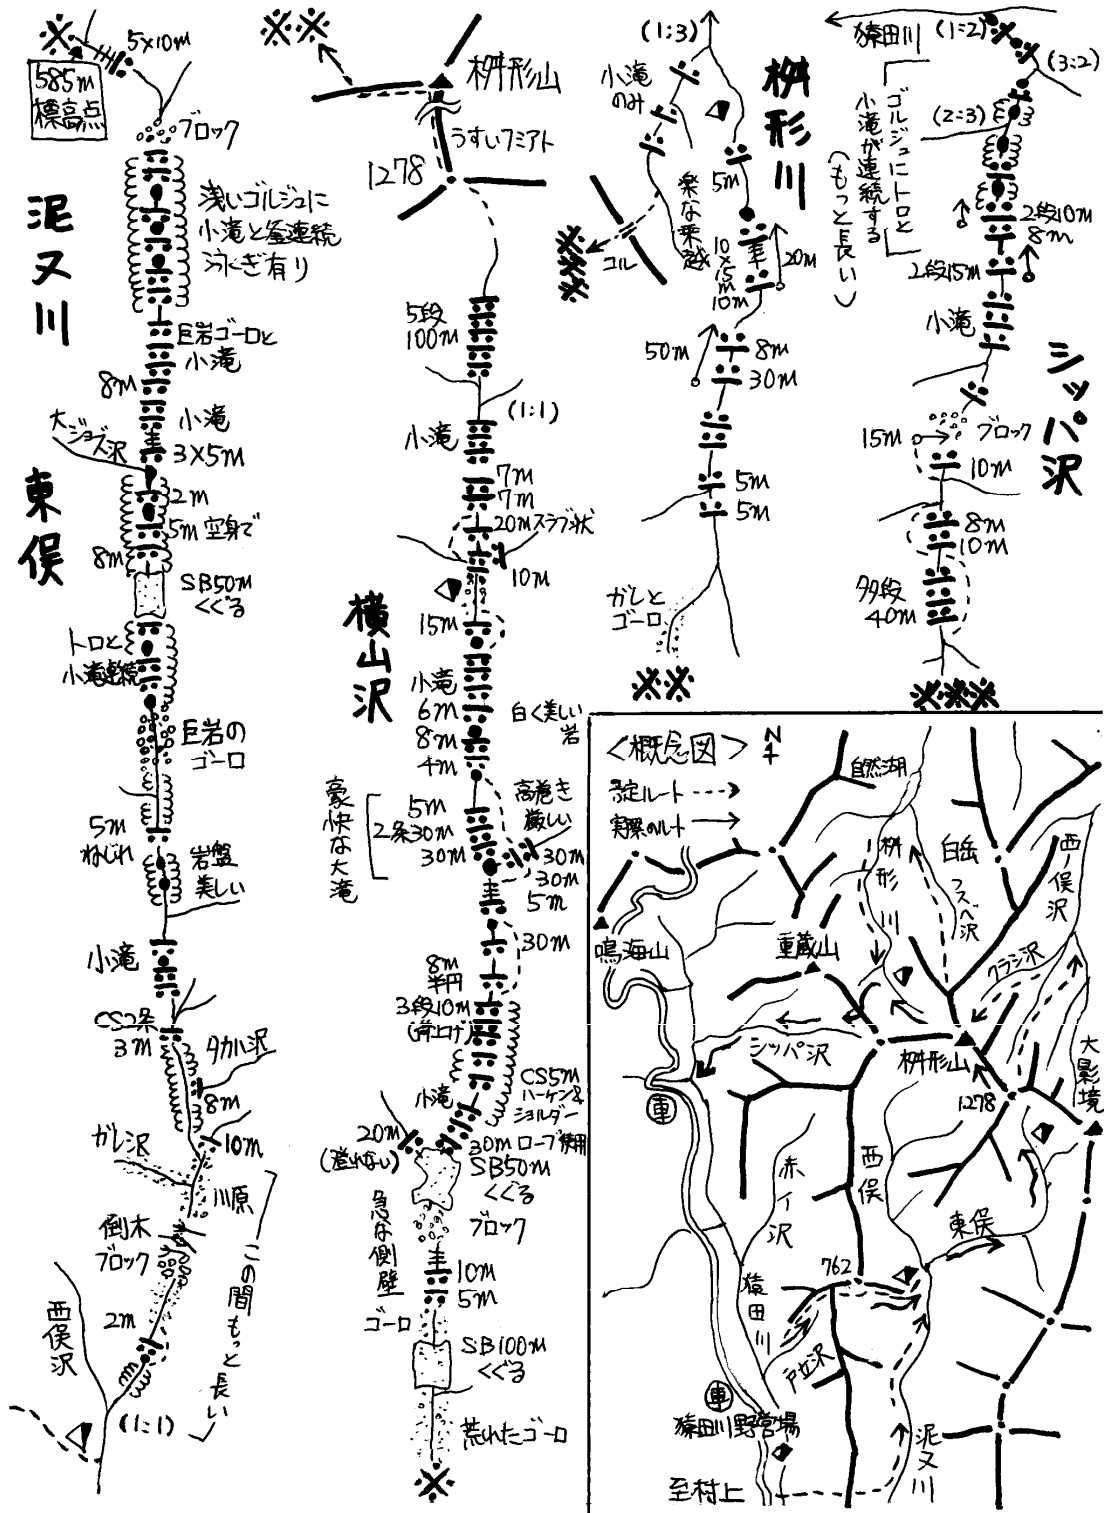 泥又川
東俣
※
5×10m
585m
標高点
ブロック
浅いゴルジュに
小滝と釜連続
泳ぎ有り
巨岩ゴーロと
小滝
8m
小滝
大ジョウズ沢
3×5m
2m
5m 空身で
8m
SB50m
くぐる
トロと
小滝連続
巨岩の
ゴーロ
5m
ねじれ
岩盤
美しい
小滝
CS2条
3m
タカハ沢
8m
10m
ガレ沢
川原
倒木
ブロック
この間もっと長い
2m
西俣沢
(1:1)
横山沢
※※
桝形山
うすいフミアト
1278
5段
100m
(1:1)
小滝
7m
7m
20mスラブ状
10m
15m
小滝
6m
白く美しい
岩
8m
4m
豪快な大滝
高巻き
厳しい
5m
2条30m
30m
30m
30m
5m
30m
8m
半円
3段10m
(荷上げ)
CS5m
ハーケン&
ショルダー
小滝
20m
(登れない)
30mロープ使用
SB50m
くぐる
急な側壁
ブロック
10m
5m
ゴーロ
SB100m
くぐる
荒れたゴーロ
※
桝形川
(1:3)
小滝
のみ
楽な乗越
コル
※※※
5m
10×15m
20m
10m
50m
8m
30m
5m
5m
ガレと
ゴーロ
※※
シッパ沢
猿田川
(1:2)
(3:2)
(2:3)
ゴルジュにトロと
小滝が連続する
(もっと長い)
2段10m
8m
2段15m
小滝
15m
ブロック
10m
8m
10m
多段
40m
※※※
<概念図>
N
予定ルート
実際のルート
自然湖
桝形川
白岳
西ノ俣沢
フスベ沢
鳴海山
重蔵山
クラシ沢
シッパ沢
桝形山
1278
大影境
車
赤イ沢
西俣
東俣
762
猿田川
戸立沢
車
猿田川野営場
泥又川
至村上